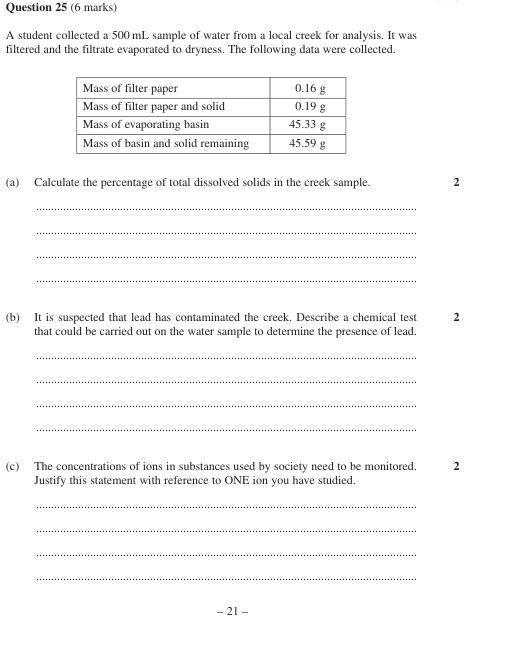 Question 25 (6 marks)
A student collected a 500 mL sample of water from a local creek for analysis. It was
filtered and the filtrate evaporated to dryness. The following data were collected.
Mass of filter paper 0.16 g
Mass of filter paper and solid 0.19 g
Mass of evaporating basin 45.33 g
Mass of basin and solid remaining 45.59 g
(a) Calculate the percentage of total dissolved solids in the creek sample. 2
(b) It is suspected that lead has contaminated the creek. Describe a chemical test 2
that could be carried out on the water sample to determine the presence of lead.
(c) The concentrations of ions in substances used by society need to be monitored. 2
Justify this statement with reference to ONE ion you have studied.
– 21 –